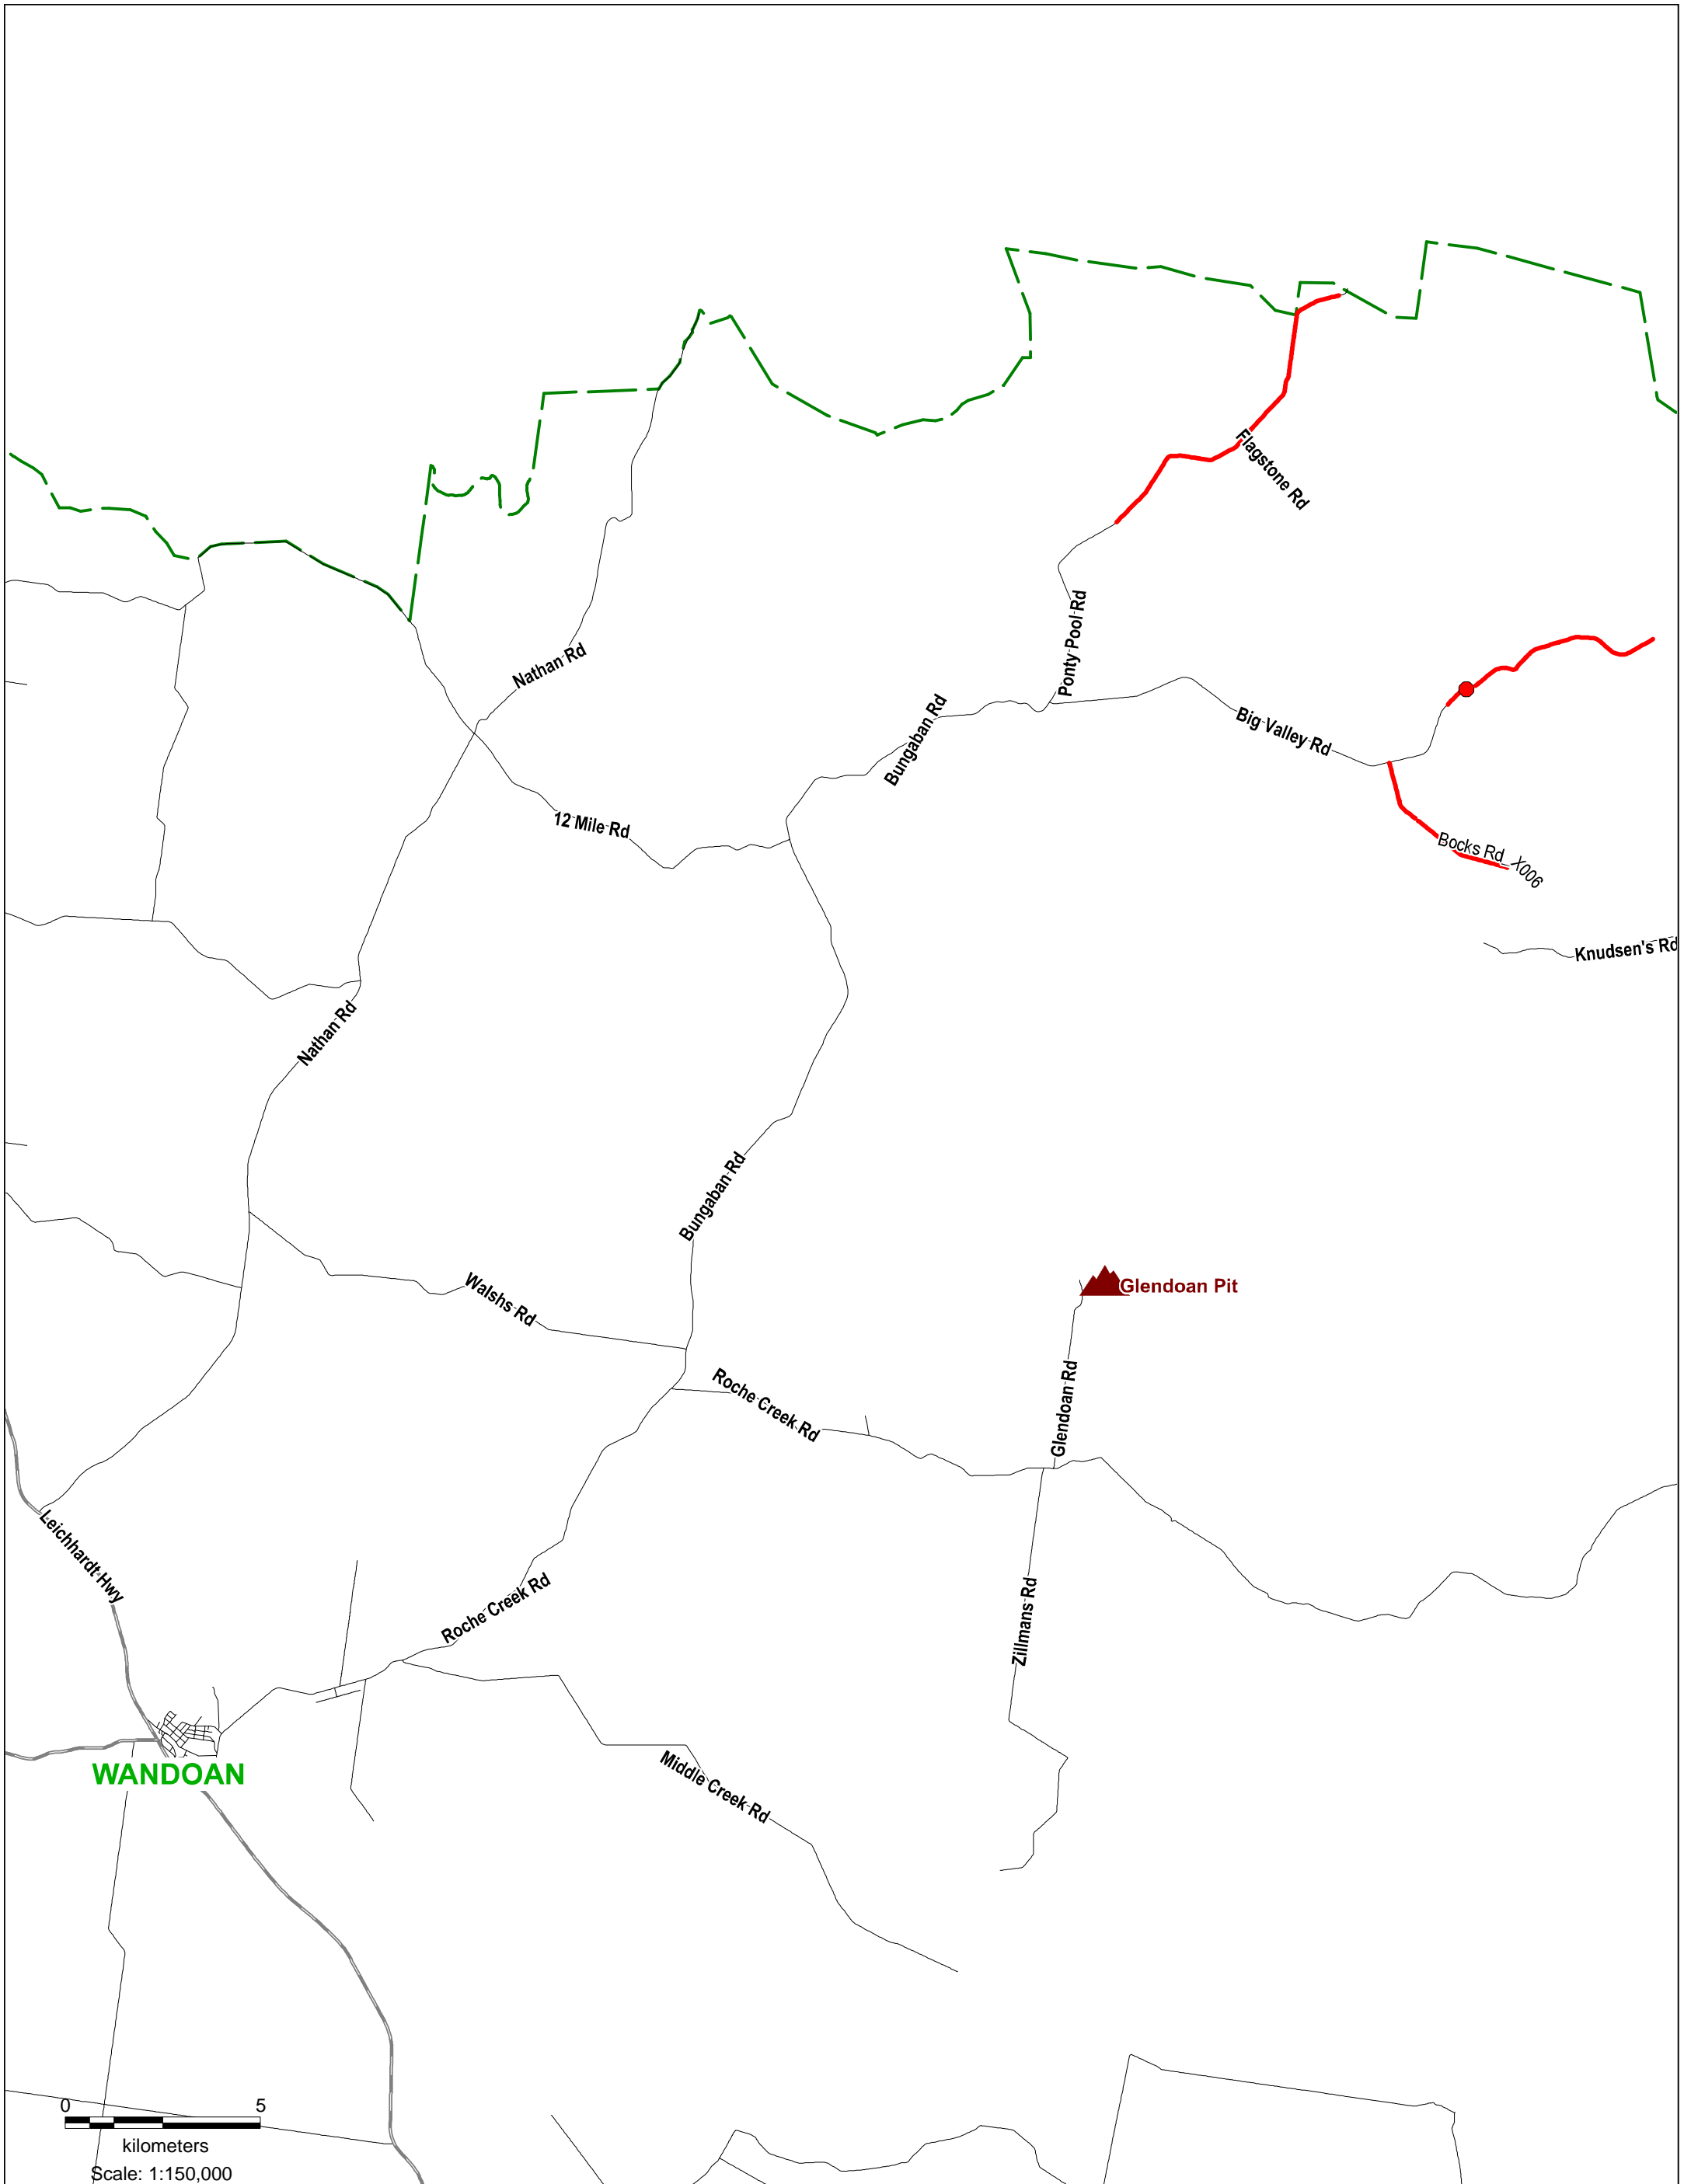 Flagstone Rd
Ponty Pool Rd
Nathan Rd
Bungaban Rd
Big Valley Rd
12 Mile Rd
Bocks Rd_X006
Knudsen's Rd
Nathan Rd
Bungaban Rd
Walshs Rd
Glendoan Pit
Roche Creek Rd
Glendoan Rd
Leichhardt Hwy
Roche Creek Rd
Zillmans Rd
WANDOAN
Middle Creek Rd
0 5
kilometers
Scale: 1:150,000